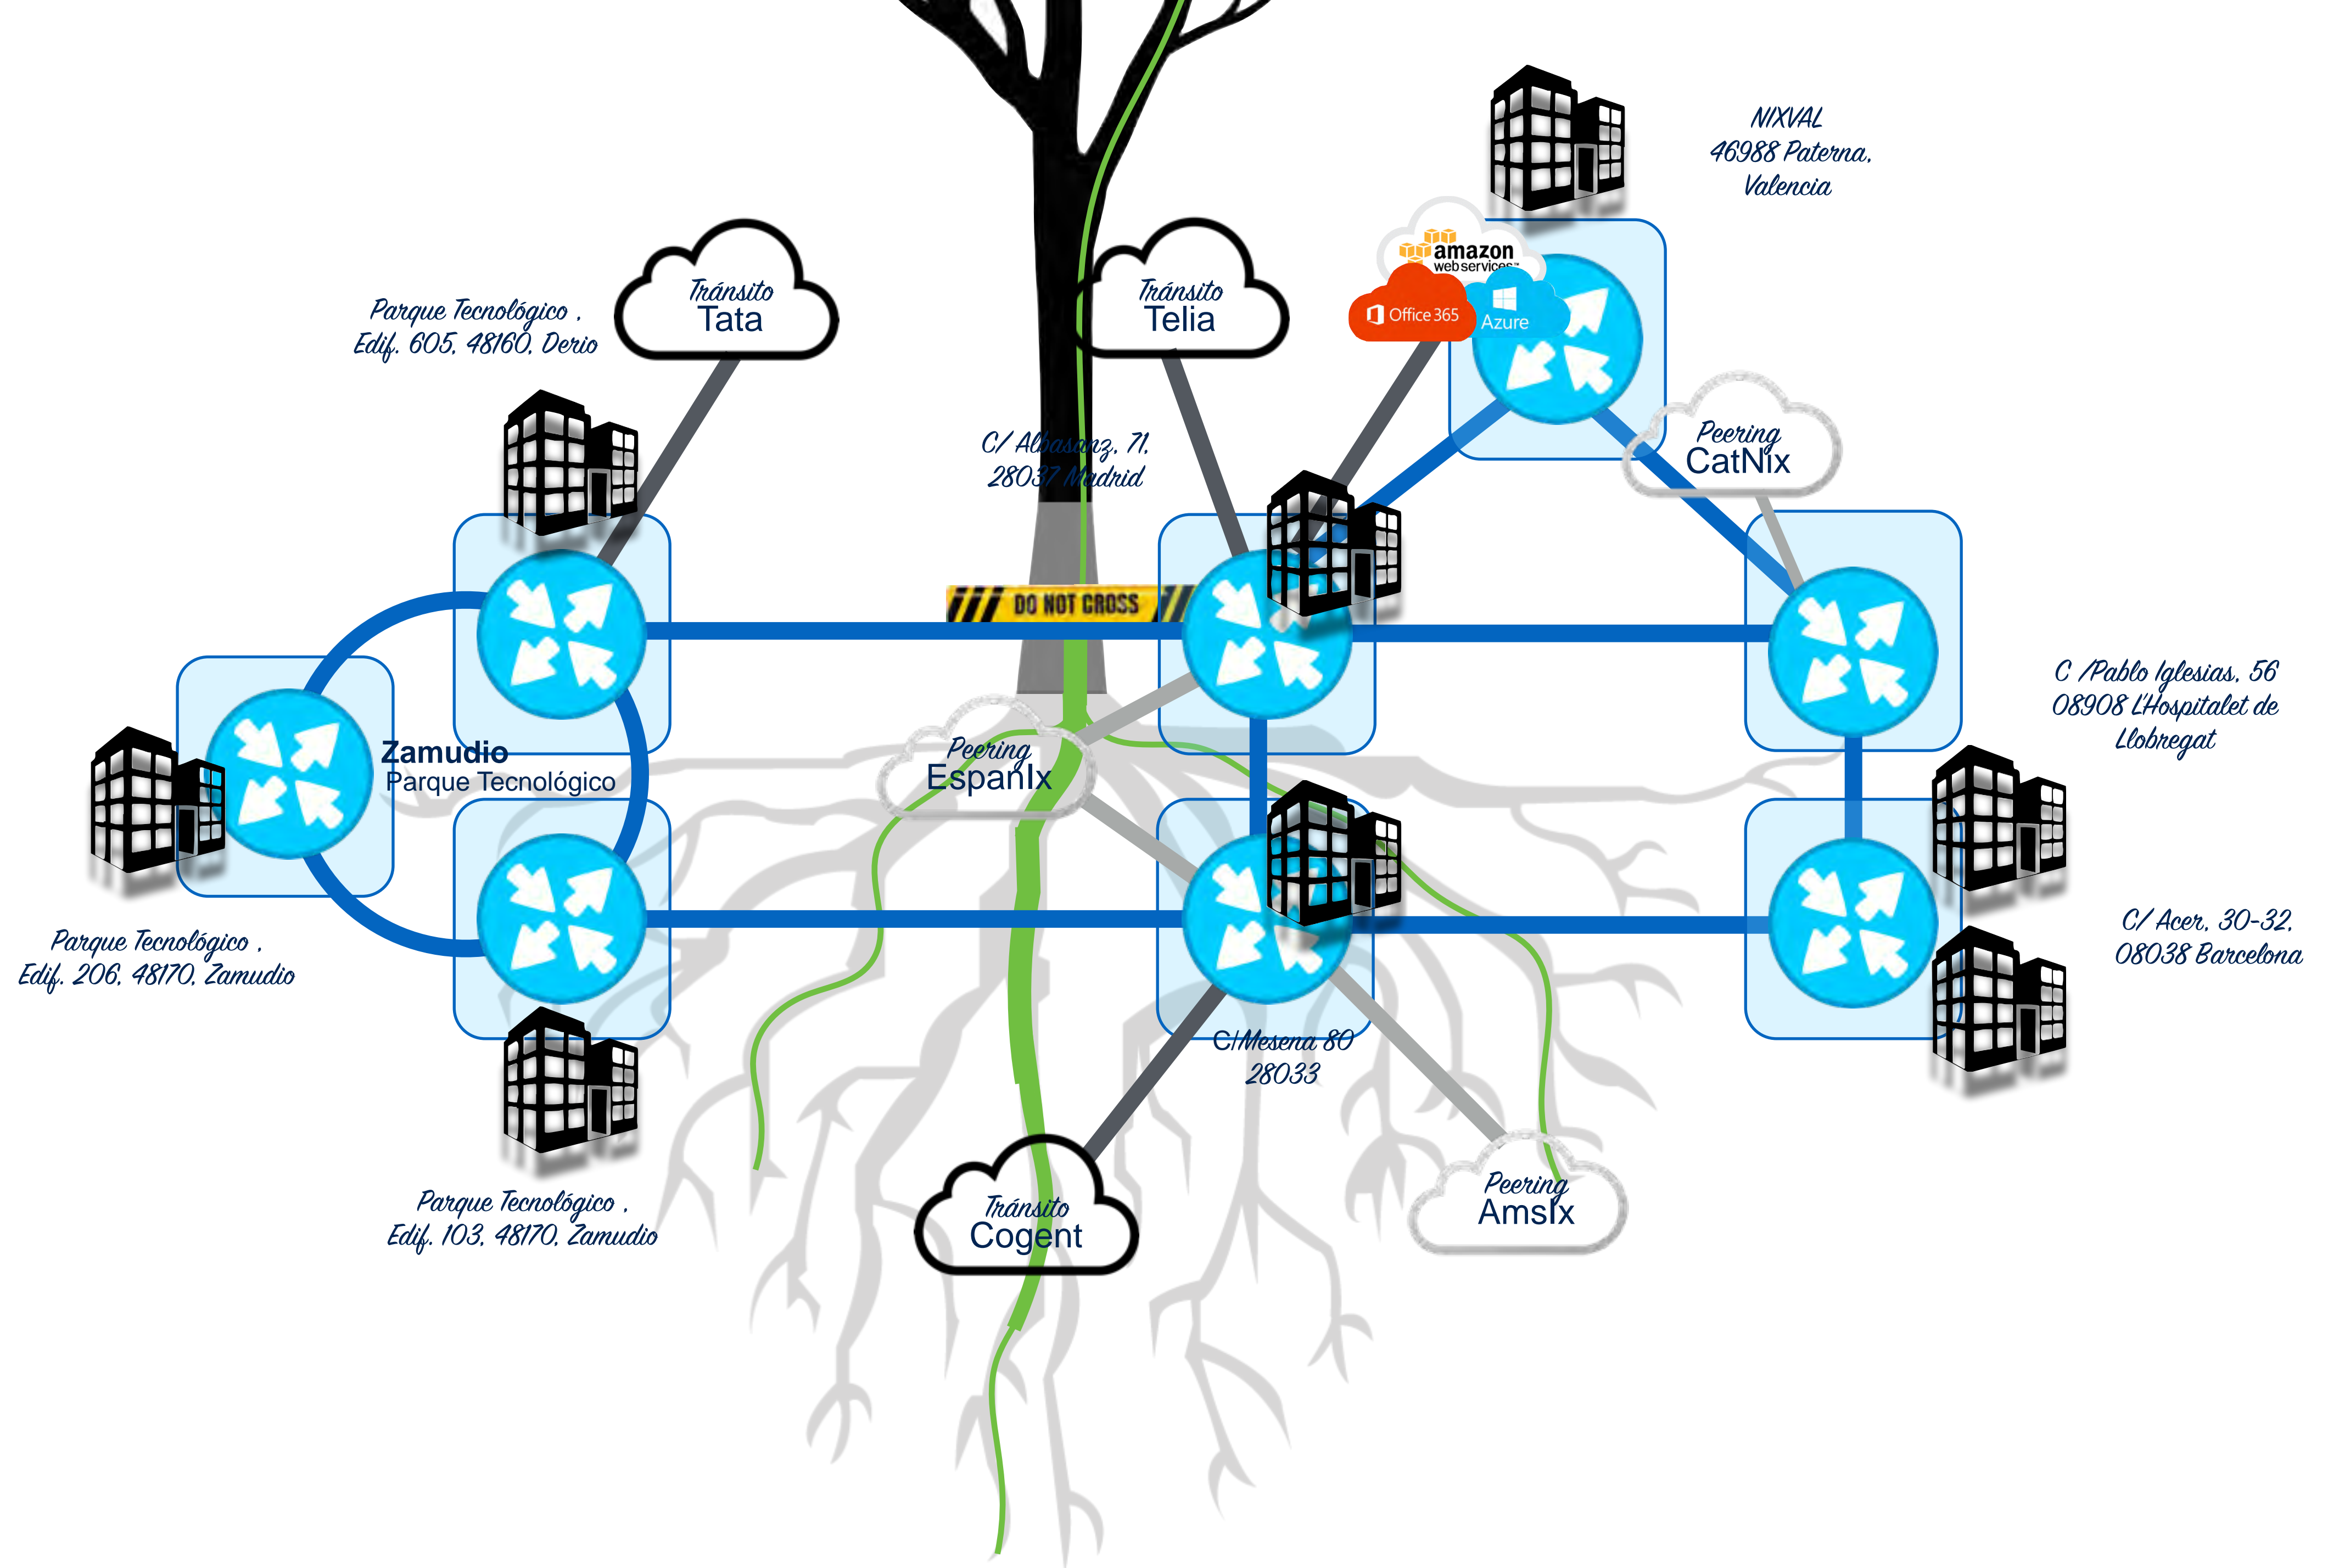 NIXVAL
46988 Paterna,
Valencia
amazon
web services™
Office 365
Azure
Tránsito
Tata
Tránsito
Telia
Parque Tecnológico ,
Edif. 605, 48160, Derio
C/ Albasanz, 71,
28037 Madrid
Peering
CatNix
DO NOT CROSS
C /Pablo Iglesias, 56
08908 L'Hospitalet de
Llobregat
Zamudio
Parque Tecnológico
Peering
EspanIx
Parque Tecnológico ,
Edif. 206, 48170, Zamudio
C/ Acer, 30-32,
08038 Barcelona
C/Mesena 80
28033
Parque Tecnológico ,
Edif. 103, 48170, Zamudio
Tránsito
Cogent
Peering
AmsIx